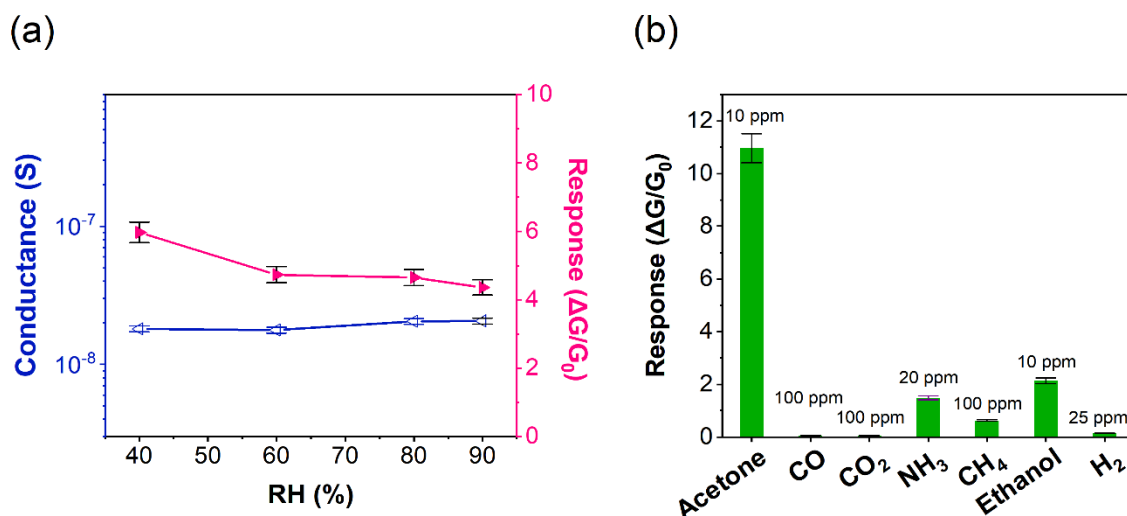 (a)
Conductance (S)
10⁻⁷
10⁻⁸
40 50 60 70 80 90
RH (%)
10
8
6
4
2
0
Response (ΔG/G₀)
(b)
Response (ΔG/G₀)
12
10
8
6
4
2
0
10 ppm
100 ppm
100 ppm
20 ppm
100 ppm
10 ppm
25 ppm
Acetone
CO
CO₂
NH₃
CH₄
Ethanol
H₂